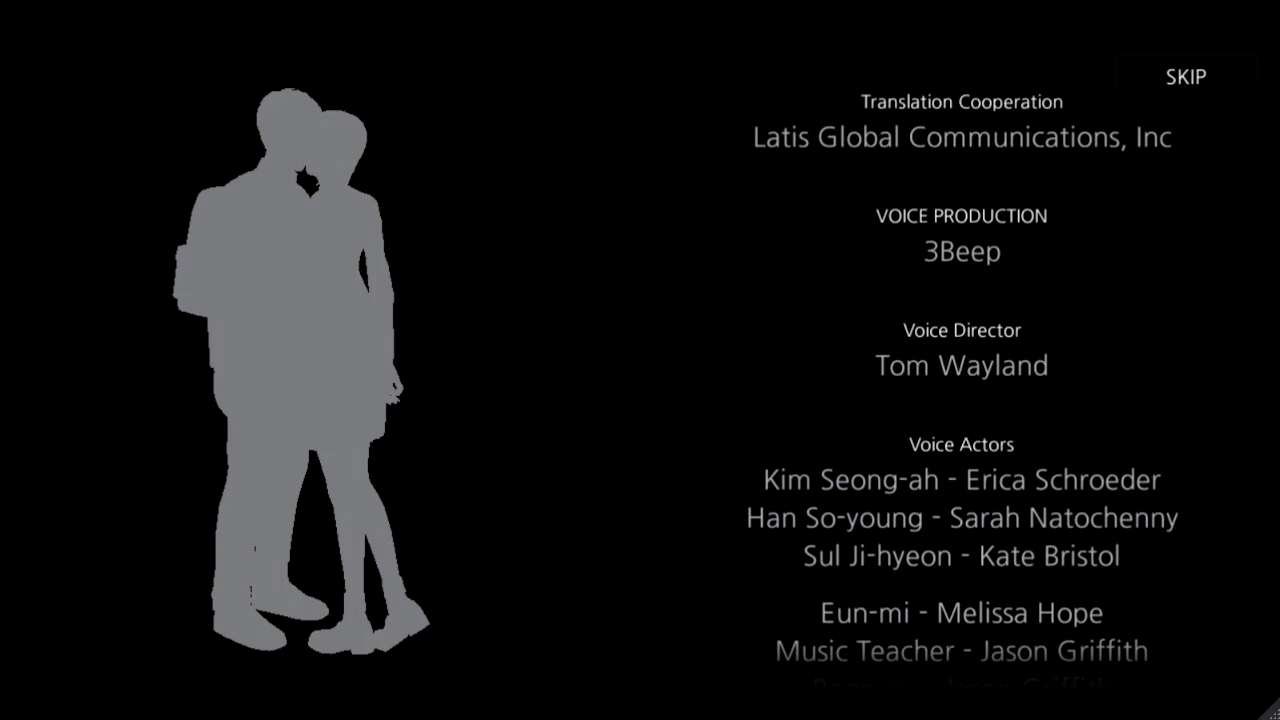 SKIP
Translation Cooperation
Latis Global Communications, Inc
VOICE PRODUCTION
3Beep
Voice Director
Tom Wayland
Voice Actors
Kim Seong-ah - Erica Schroeder
Han So-young - Sarah Natochenny
Sul Ji-hyeon - Kate Bristol
Eun-mi - Melissa Hope
Music Teacher - Jason Griffith
Jason Griffith